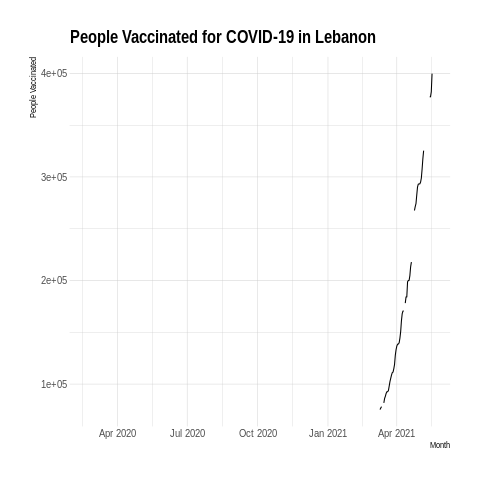 People Vaccinated for COVID-19 in Lebanon
People Vaccinated
4e+05
3e+05
2e+05
1e+05
Apr 2020 Jul 2020 Oct 2020 Jan 2021 Apr 2021
Month